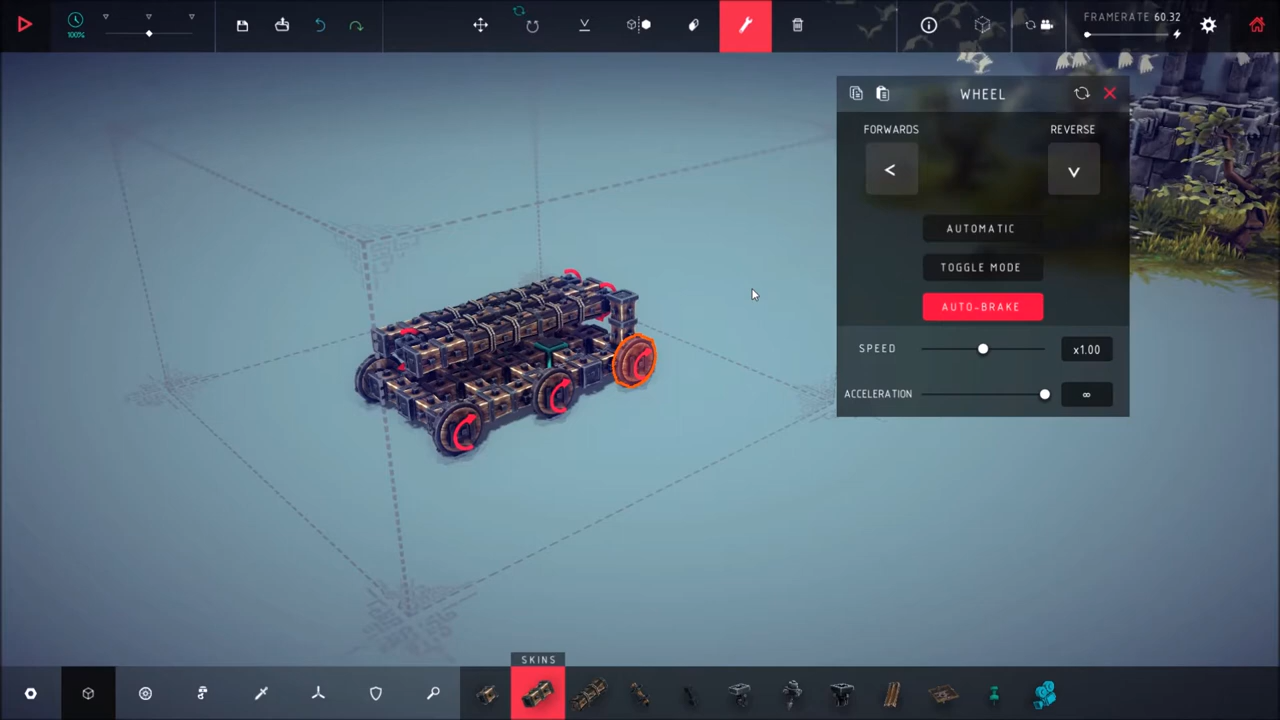 100%
FRAMERATE 60.32
WHEEL
FORWARDS
REVERSE
<
V
AUTOMATIC
TOGGLE MODE
AUTO-BRAKE
SPEED
x1.00
ACCELERATION
∞
SKINS